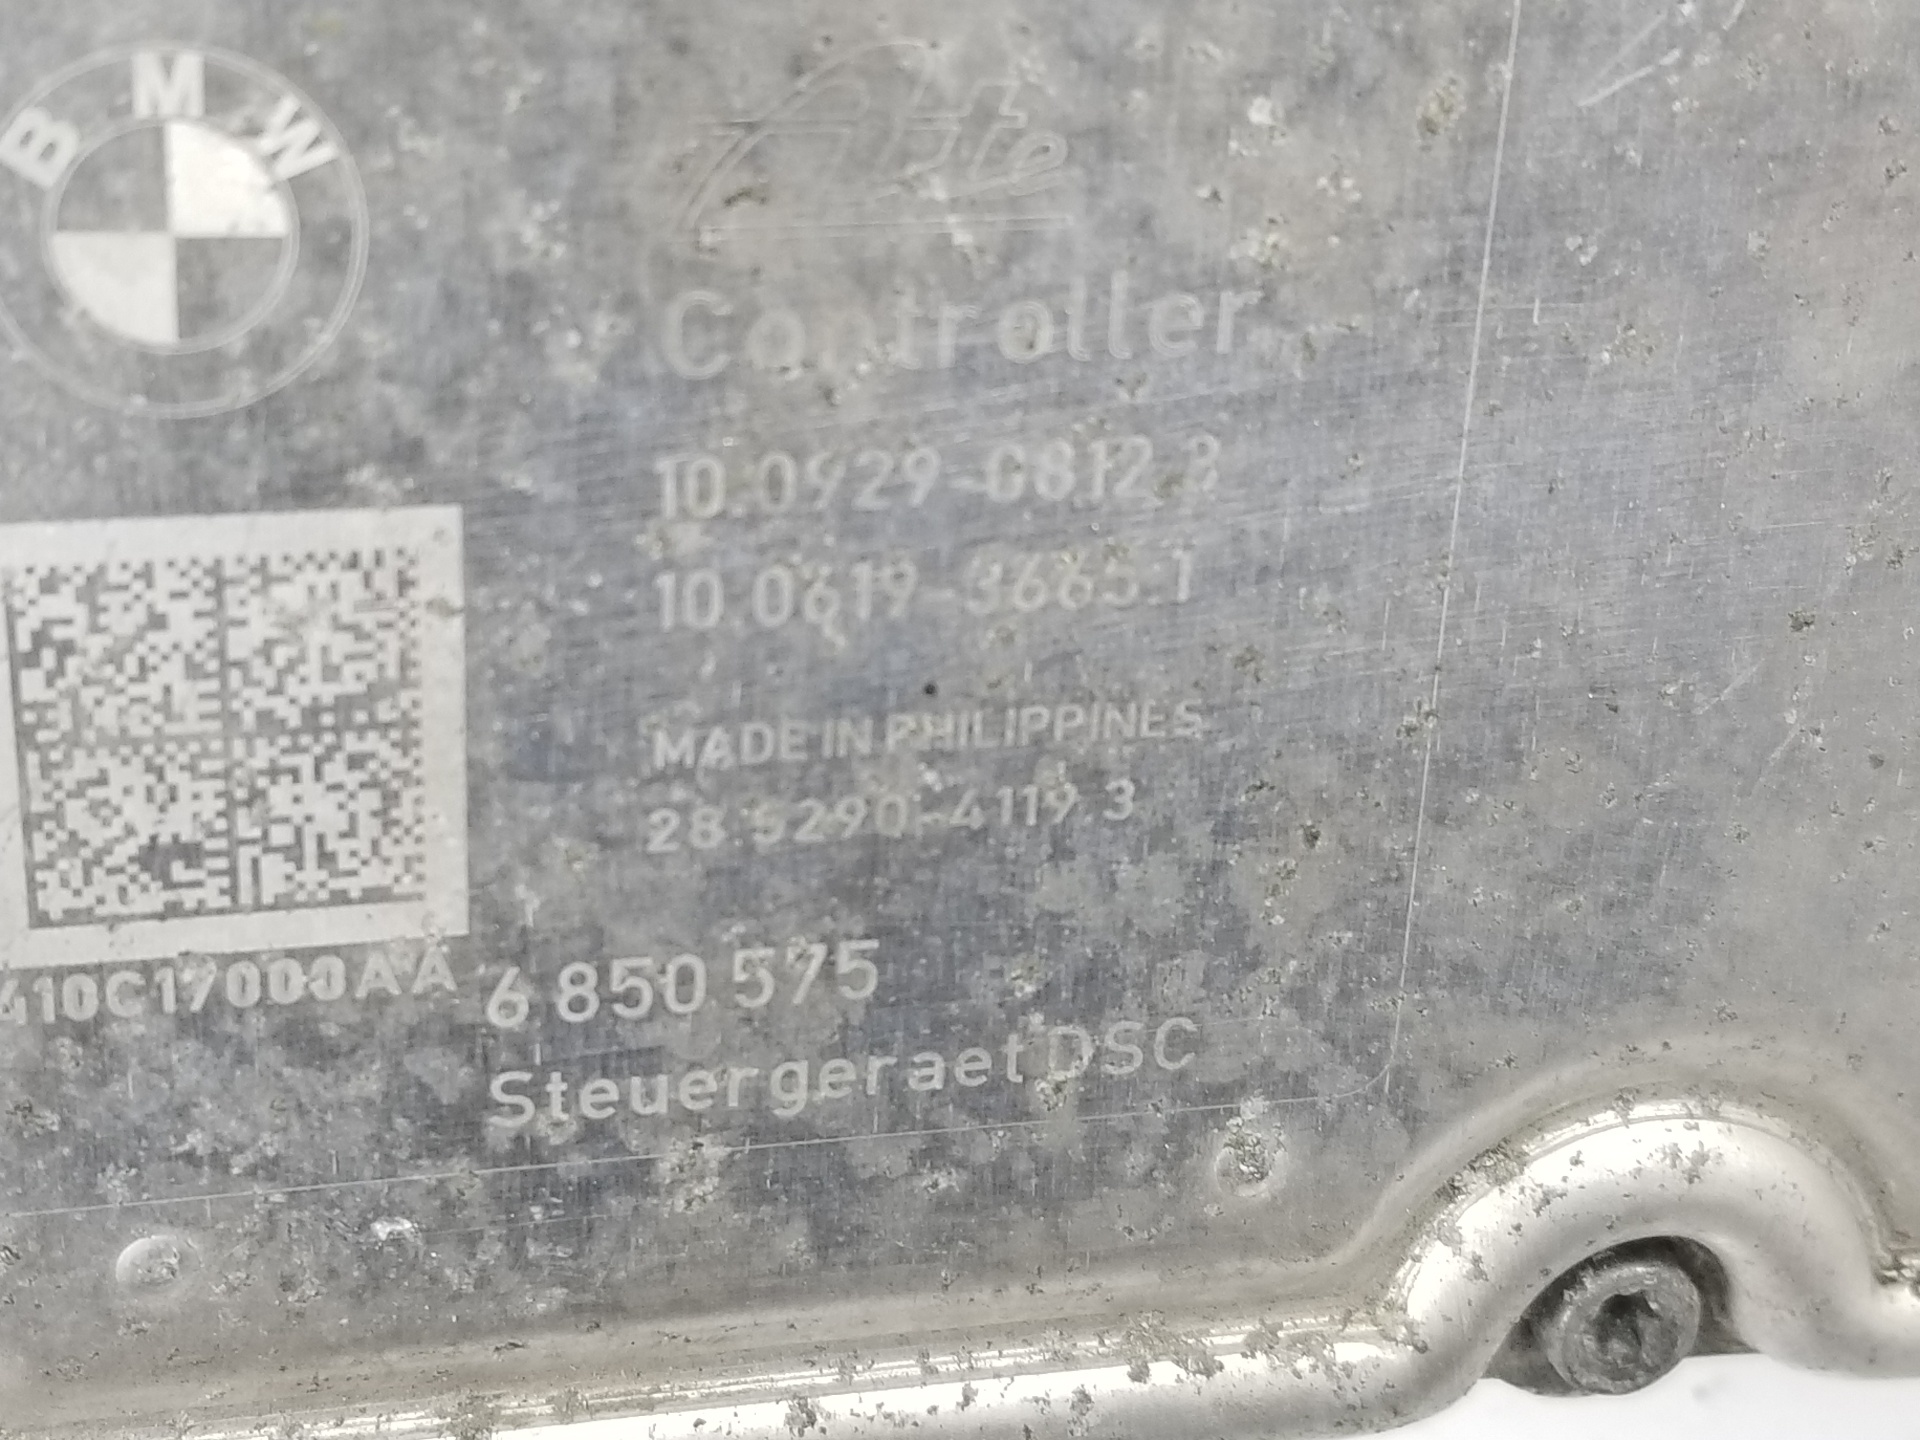 BMW
Ate
Controller
10.0929-0812.3
10.0619-3665.1
MADE IN PHILIPPINES
28.5290-4119.3
410C17000AA
6 850 575
Steuergeraet DSC